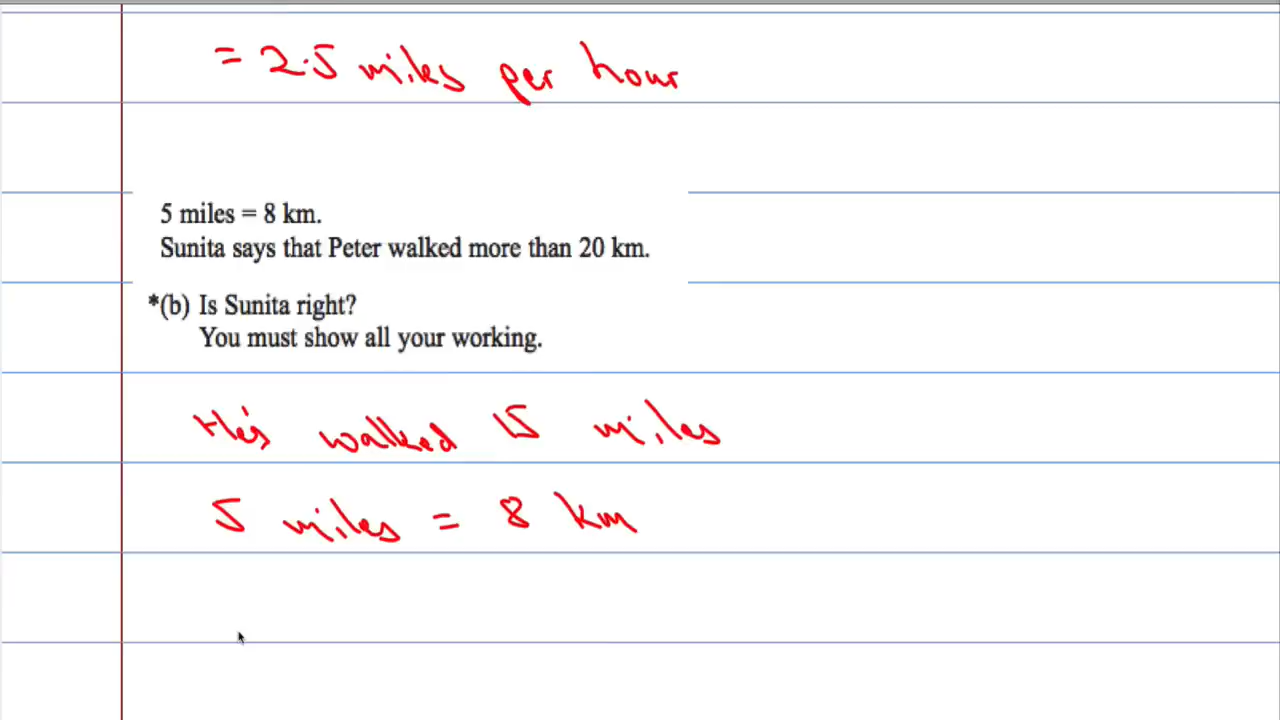 = 2.5 miles per hour
5 miles = 8 km.
Sunita says that Peter walked more than 20 km.
*(b) Is Sunita right?
You must show all your working.
He's walked 15 miles
5 miles = 8 km